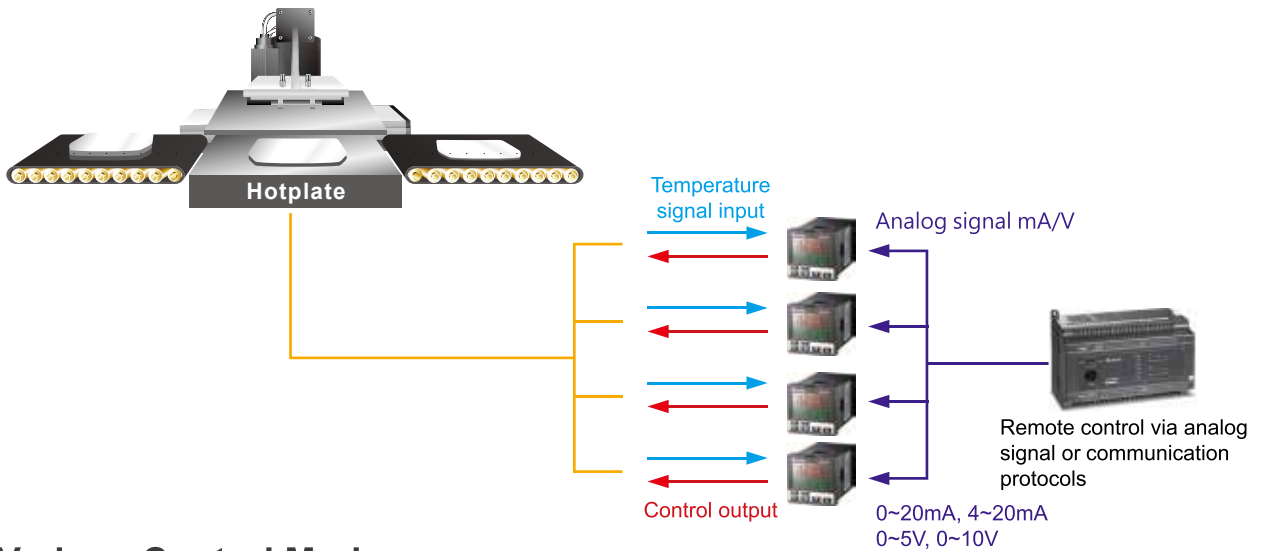 Hotplate
Temperature
signal input
Analog signal mA/V
Remote control via analog
signal or communication
protocols
Control output
0~20mA, 4~20mA
0~5V, 0~10V